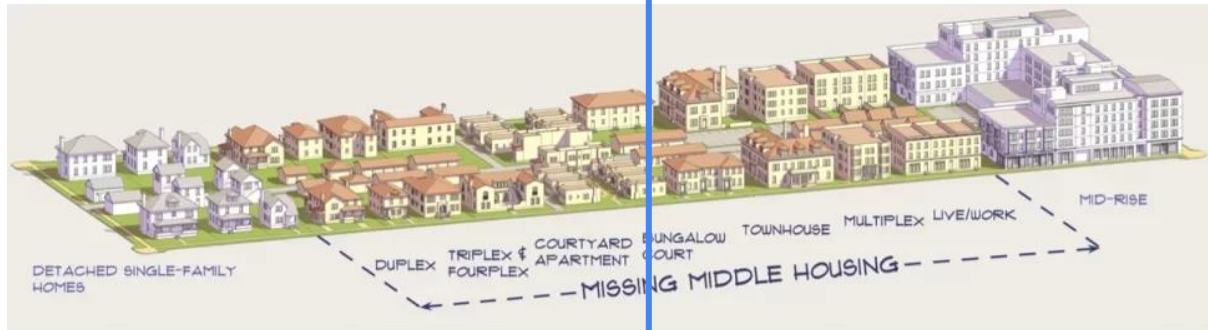 DETACHED SINGLE-FAMILY
HOMES
DUPLEX
TRIPLEX &
FOURPLEX
COURTYARD
APARTMENT
BUNGALOW
COURT
TOWNHOUSE
MULTIPLEX
LIVE/WORK
MID-RISE
MISSING MIDDLE HOUSING